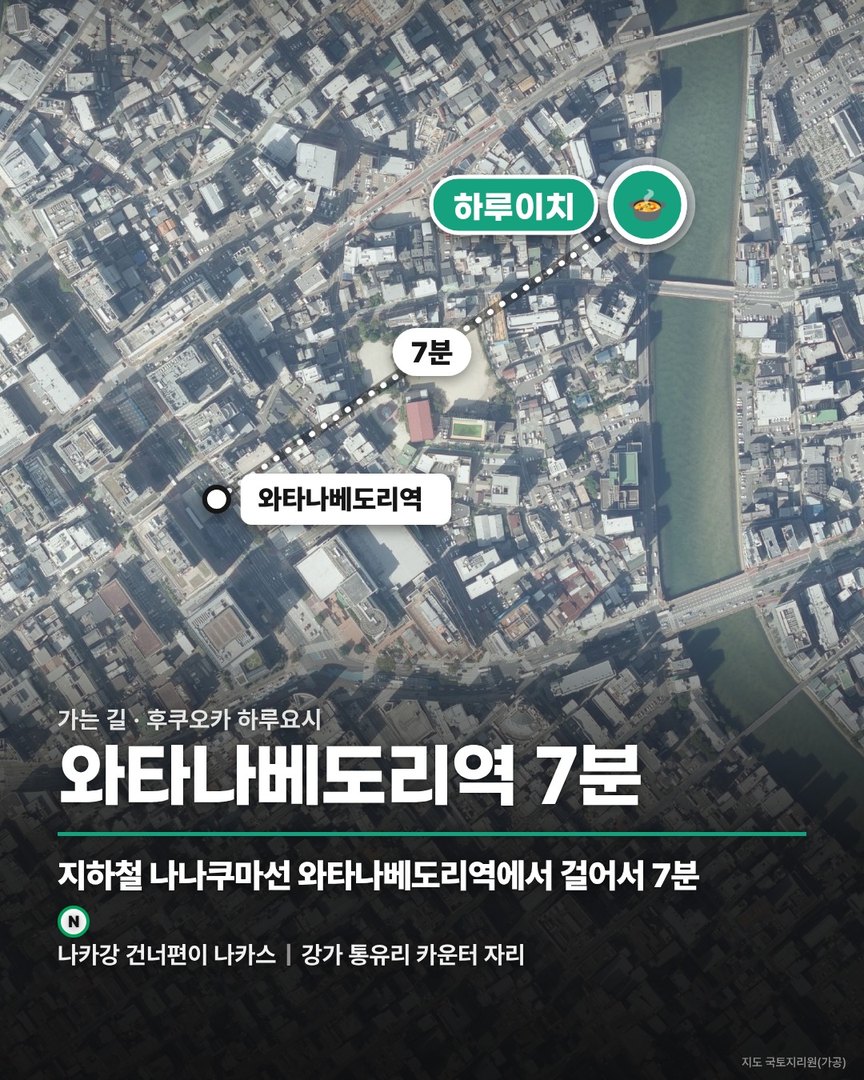 하루이치
7분
와타나베도리역
가는 길 · 후쿠오카 하루요시
와타나베도리역 7분
지하철 나나쿠마선 와타나베도리역에서 걸어서 7분
N
나카강 건너편이 나카스 | 강가 통유리 카운터 자리
지도 국토지리원(가공)